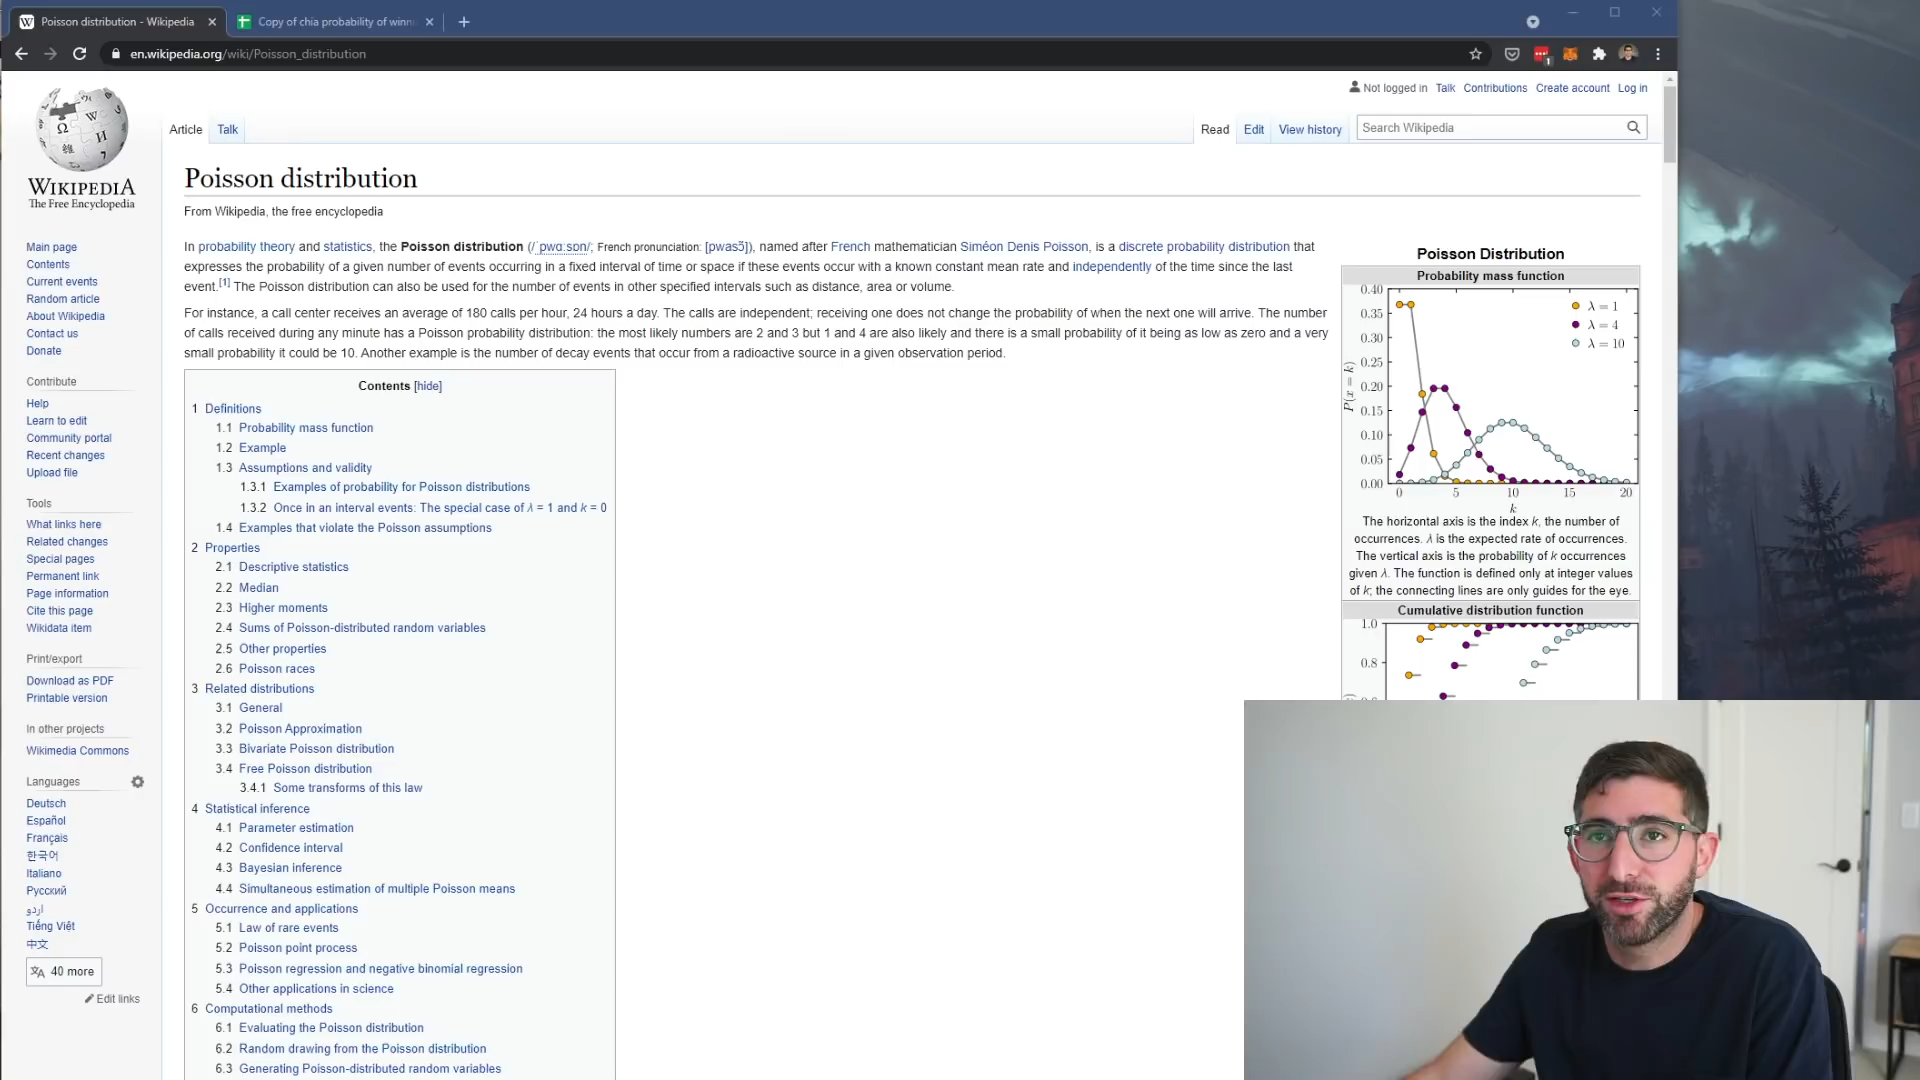 Poisson distribution - Wikipedia
Copy of chia probability of winni
en.wikipedia.org/wiki/Poisson_distribution
Not logged in Talk Contributions Create account Log in
Article Talk
Read Edit View history
Search Wikipedia
WIKIPEDIA
The Free Encyclopedia
Main page
Contents
Current events
Random article
About Wikipedia
Contact us
Donate
Contribute
Help
Learn to edit
Community portal
Recent changes
Upload file
Tools
What links here
Related changes
Special pages
Permanent link
Page information
Cite this page
Wikidata item
Print/export
Download as PDF
Printable version
In other projects
Wikimedia Commons
Languages
Deutsch
Español
Français
한국어
Italiano
Русский
اردو
Tiếng Việt
中文
40 more
Edit links
Poisson distribution
From Wikipedia, the free encyclopedia
In probability theory and statistics, the Poisson distribution (/ˈpwɑːsɒn/; French pronunciation: [pwasɔ̃]), named after French mathematician Siméon Denis Poisson, is a discrete probability distribution that
expresses the probability of a given number of events occurring in a fixed interval of time or space if these events occur with a known constant mean rate and independently of the time since the last
event.[1] The Poisson distribution can also be used for the number of events in other specified intervals such as distance, area or volume.
For instance, a call center receives an average of 180 calls per hour, 24 hours a day. The calls are independent; receiving one does not change the probability of when the next one will arrive. The number
of calls received during any minute has a Poisson probability distribution: the most likely numbers are 2 and 3 but 1 and 4 are also likely and there is a small probability of it being as low as zero and a very
small probability it could be 10. Another example is the number of decay events that occur from a radioactive source in a given observation period.
Contents [hide]
1 Definitions
1.1 Probability mass function
1.2 Example
1.3 Assumptions and validity
1.3.1 Examples of probability for Poisson distributions
1.3.2 Once in an interval events: The special case of λ = 1 and k = 0
1.4 Examples that violate the Poisson assumptions
2 Properties
2.1 Descriptive statistics
2.2 Median
2.3 Higher moments
2.4 Sums of Poisson-distributed random variables
2.5 Other properties
2.6 Poisson races
3 Related distributions
3.1 General
3.2 Poisson Approximation
3.3 Bivariate Poisson distribution
3.4 Free Poisson distribution
3.4.1 Some transforms of this law
4 Statistical inference
4.1 Parameter estimation
4.2 Confidence interval
4.3 Bayesian inference
4.4 Simultaneous estimation of multiple Poisson means
5 Occurrence and applications
5.1 Law of rare events
5.2 Poisson point process
5.3 Poisson regression and negative binomial regression
5.4 Other applications in science
6 Computational methods
6.1 Evaluating the Poisson distribution
6.2 Random drawing from the Poisson distribution
6.3 Generating Poisson-distributed random variables
Poisson Distribution
Probability mass function
0.40
0.35
0.30
0.25
0.20
0.15
0.10
0.05
0.00
P(x = k)
λ = 1
λ = 4
λ = 10
0 5 10 15 20
k
The horizontal axis is the index k, the number of
occurrences. λ is the expected rate of occurrences.
The vertical axis is the probability of k occurrences
given λ. The function is defined only at integer values
of k; the connecting lines are only guides for the eye.
Cumulative distribution function
1.0
0.8